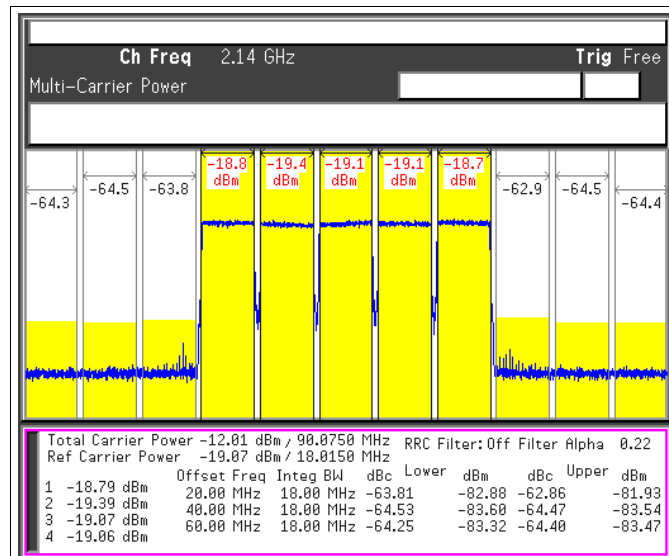 Ch Freq 2.14 GHz Trig Free
Multi-Carrier Power
-18.8 dBm -19.4 dBm -19.1 dBm -19.1 dBm -18.7 dBm
-64.3 -64.5 -63.8 -62.9 -64.5 -64.4
Total Carrier Power -12.01 dBm/ 90.0750 MHz RRC Filter:Off Filter Alpha 0.22
Ref Carrier Power -19.07 dBm/ 18.0150 MHz
Offset Freq Integ BW dBc Lower dBm dBc Upper dBm
1 -18.79 dBm 20.00 MHz 18.00 MHz -63.81 -82.88 -62.86 -81.93
2 -19.39 dBm 40.00 MHz 18.00 MHz -64.53 -83.60 -64.47 -83.54
3 -19.07 dBm 60.00 MHz 18.00 MHz -64.25 -83.32 -64.40 -83.47
4 -19.06 dBm